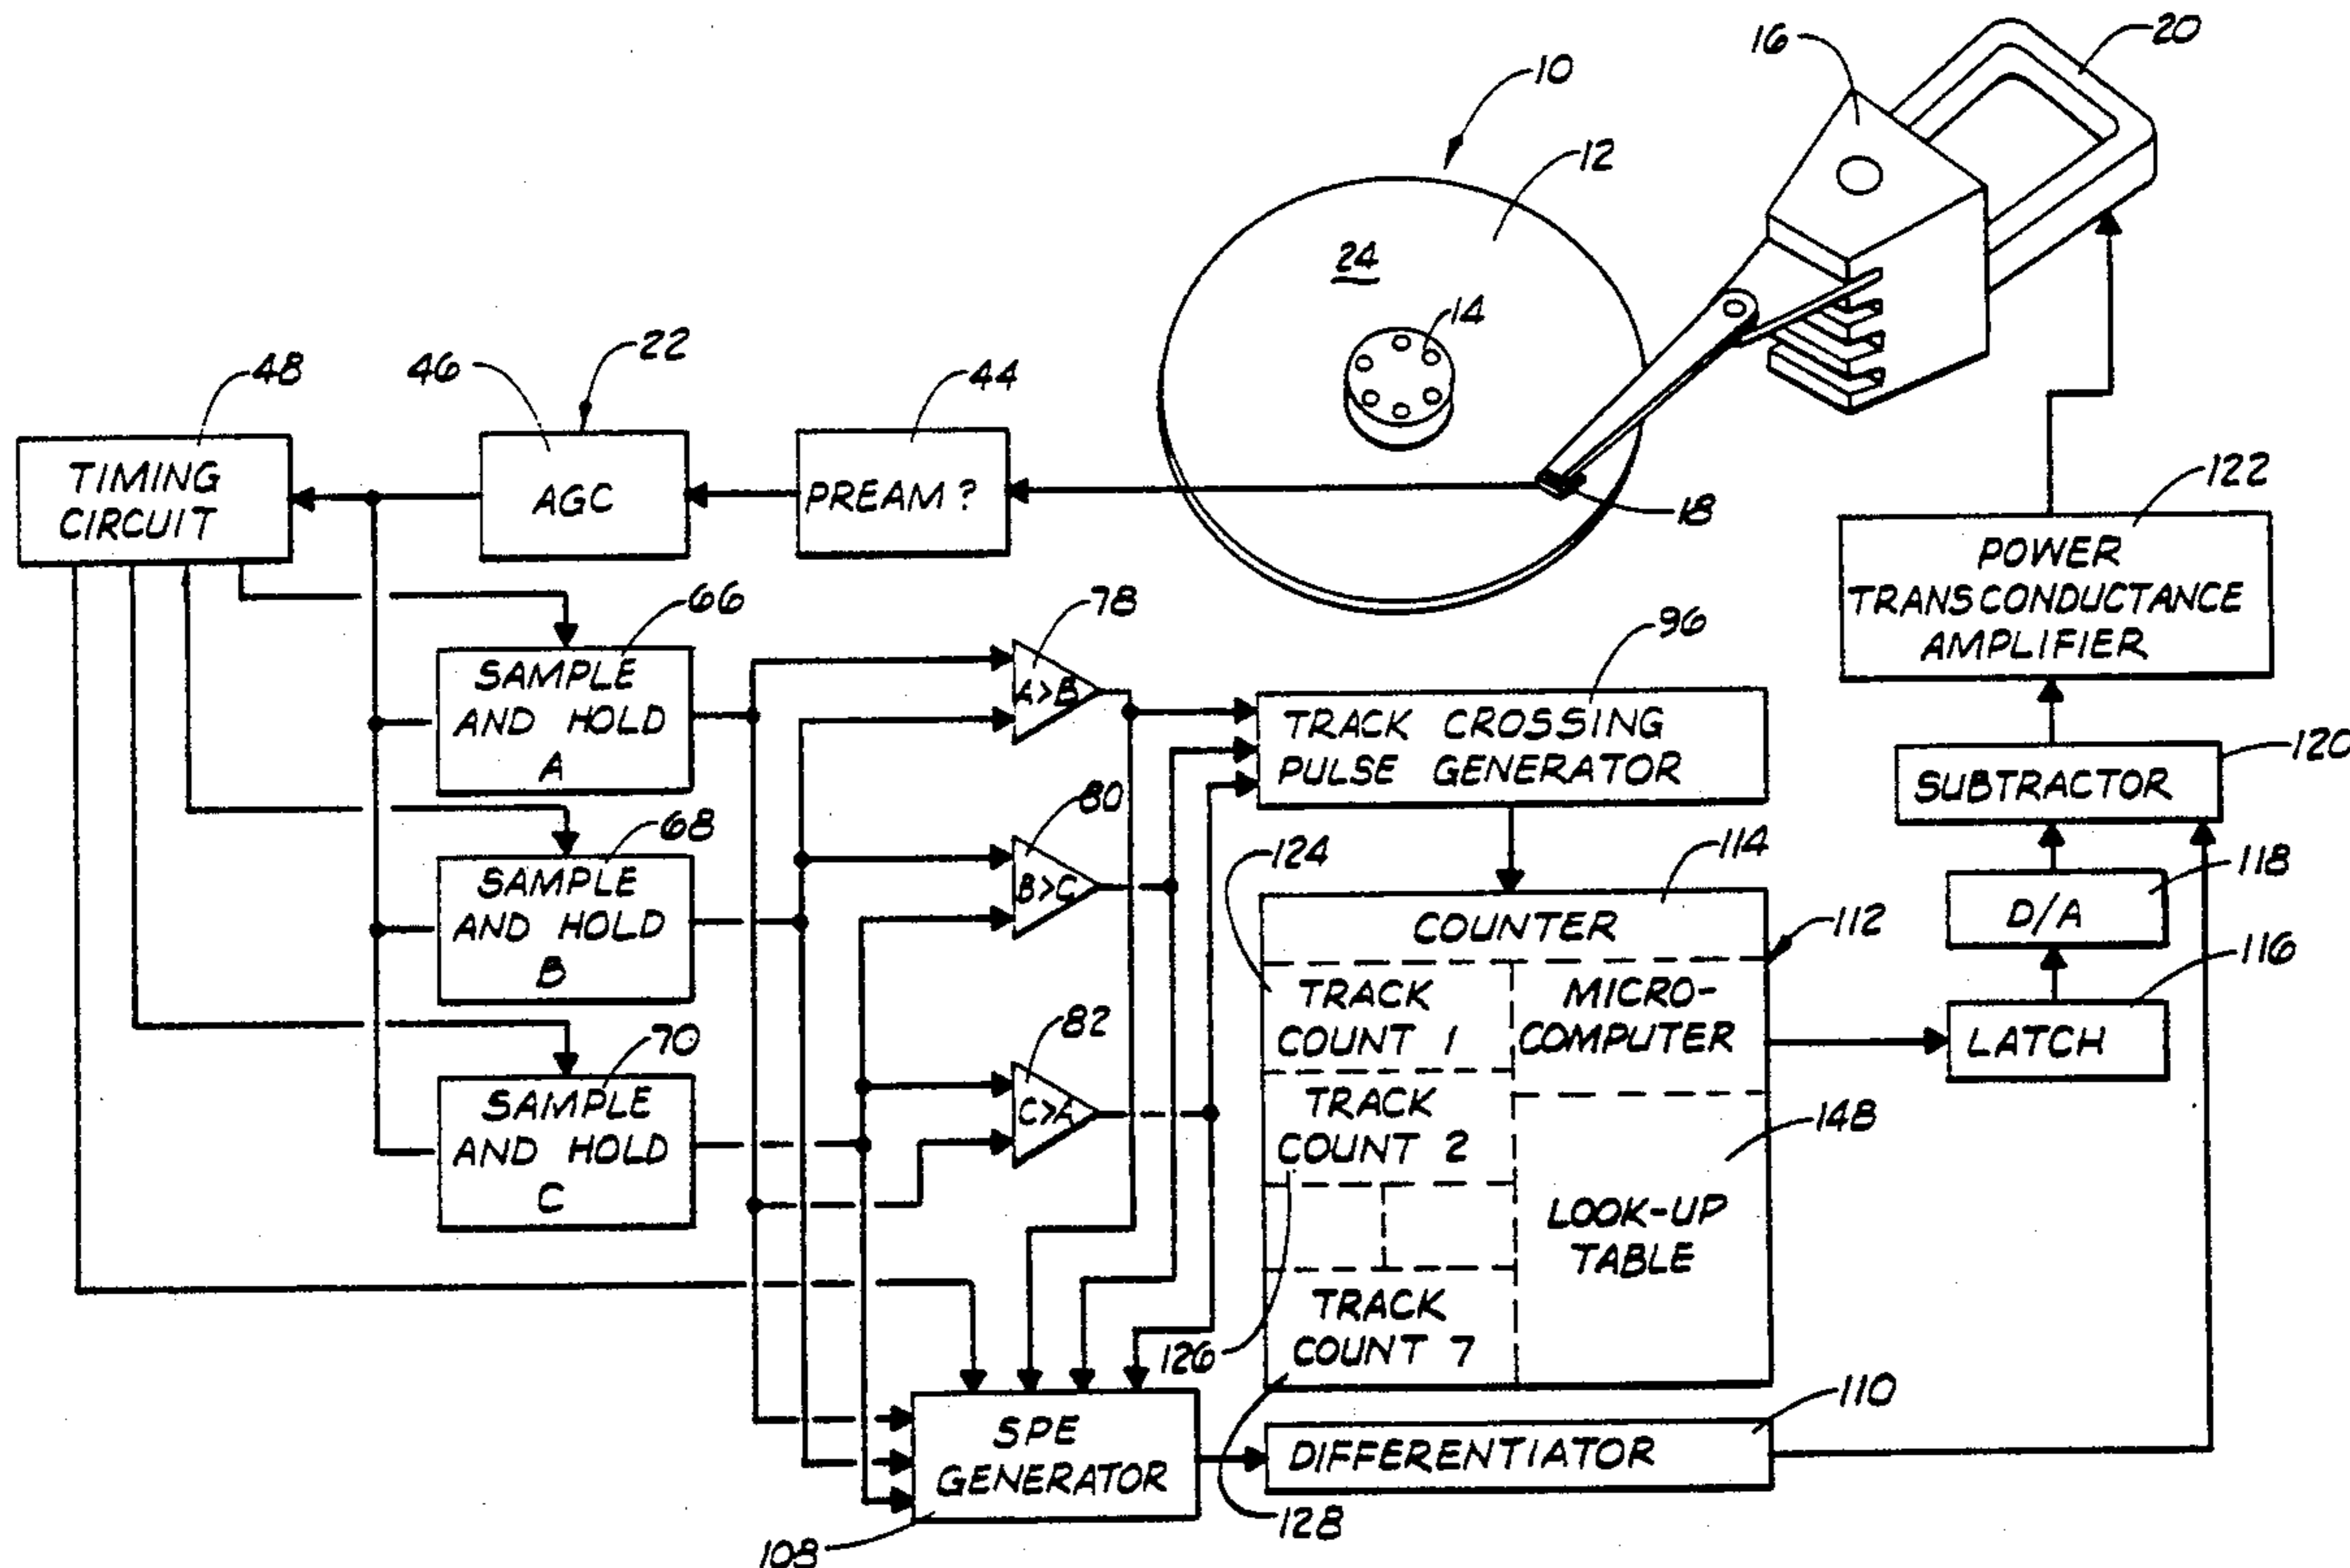 10
12
24
14
16
18
20
22
44
46
48
TIMING
CIRCUIT
AGC
PREAM?
66
SAMPLE
AND HOLD
A
68
SAMPLE
AND HOLD
B
70
SAMPLE
AND HOLD
C
78
A>B
80
B>C
82
C>A
96
TRACK CROSSING
PULSE GENERATOR
114
COUNTER
112
124
TRACK
COUNT 1
MICRO-
COMPUTER
TRACK
COUNT 2
126
148
LOOK-UP
TABLE
TRACK
COUNT 7
128
SPE
GENERATOR
108
110
DIFFERENTIATOR
122
POWER
TRANSCONDUCTANCE
AMPLIFIER
120
SUBTRACTOR
118
D/A
116
LATCH